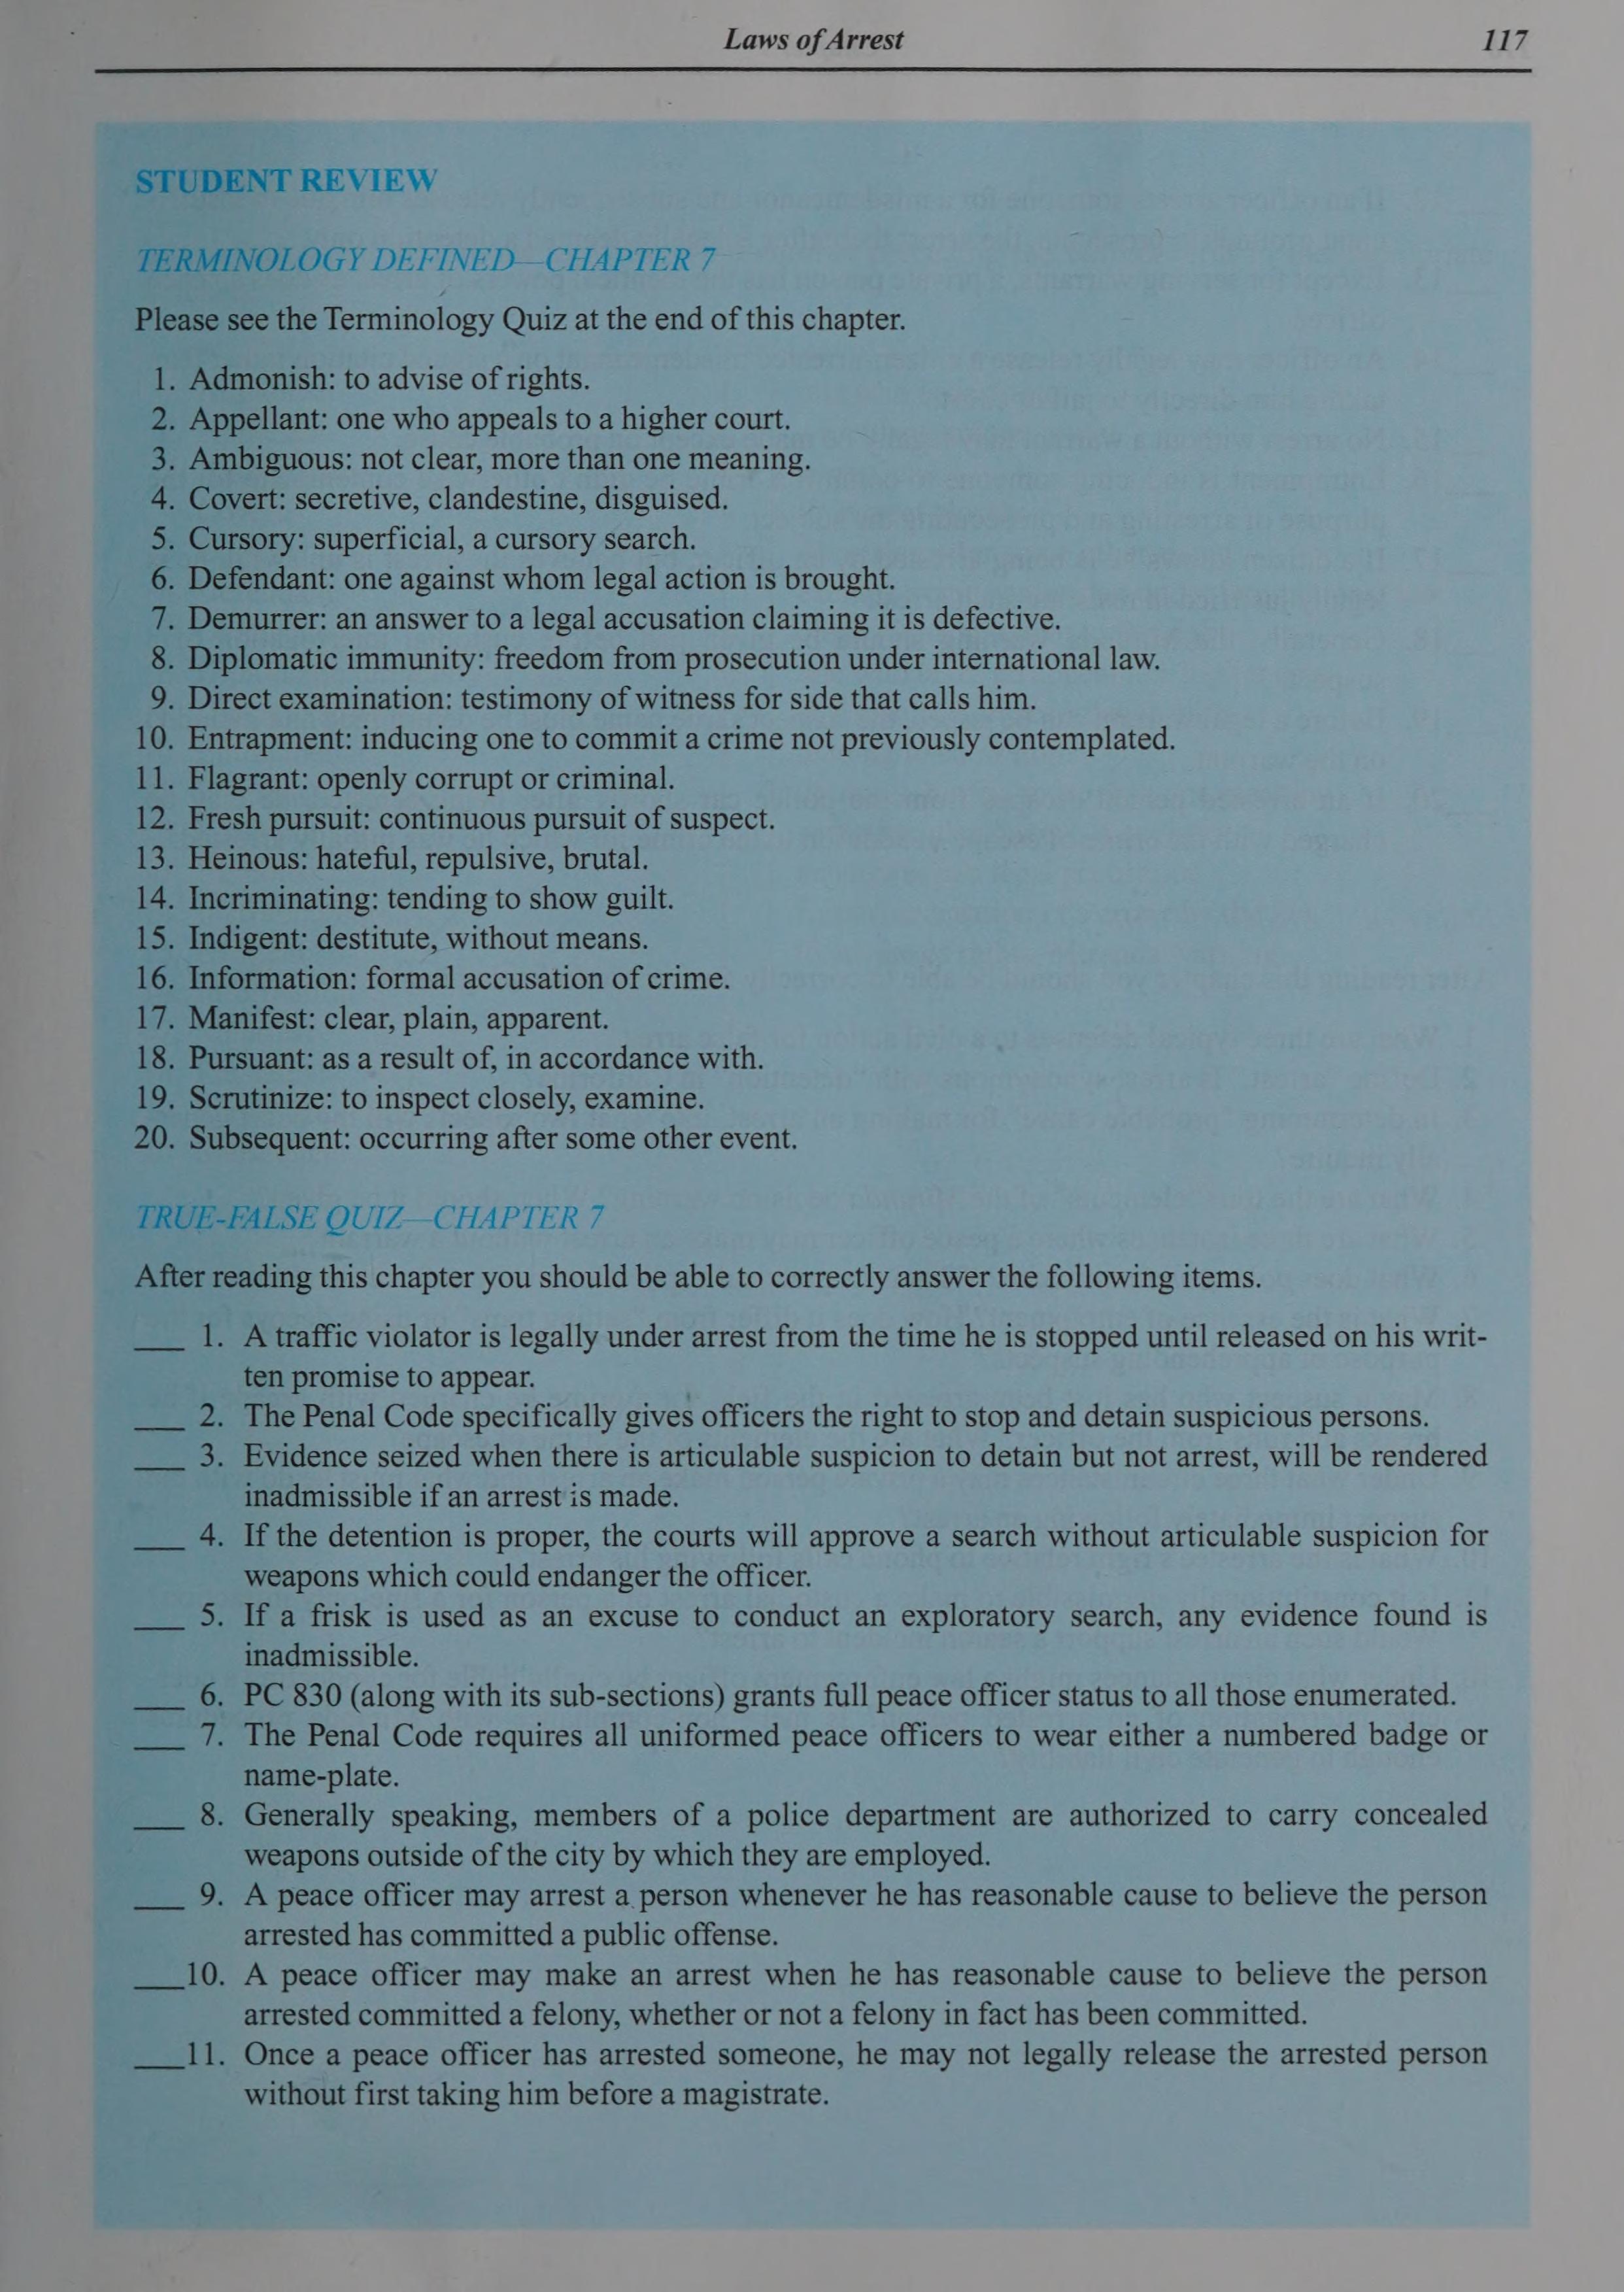 Laws of Arrest
117
STUDENT REVIEW
TERMINOLOGY DEFINED—CHAPTER 7
Please see the Terminology Quiz at the end of this chapter.
1. Admonish: to advise of rights.
2. Appellant: one who appeals to a higher court.
3. Ambiguous: not clear, more than one meaning.
4. Covert: secretive, clandestine, disguised.
5. Cursory: superficial, a cursory search.
6. Defendant: one against whom legal action is brought.
7. Demurrer: an answer to a legal accusation claiming it is defective.
8. Diplomatic immunity: freedom from prosecution under international law.
9. Direct examination: testimony of witness for side that calls him.
10. Entrapment: inducing one to commit a crime not previously contemplated.
11. Flagrant: openly corrupt or criminal.
12. Fresh pursuit: continuous pursuit of suspect.
13. Heinous: hateful, repulsive, brutal.
14. Incriminating: tending to show guilt.
15. Indigent: destitute, without means.
16. Information: formal accusation of crime.
17. Manifest: clear, plain, apparent.
18. Pursuant: as a result of, in accordance with.
19. Scrutinize: to inspect closely, examine.
20. Subsequent: occurring after some other event.
TRUE-FALSE QUIZ—CHAPTER 7
After reading this chapter you should be able to correctly answer the following items.
___ 1. A traffic violator is legally under arrest from the time he is stopped until released on his writ-
ten promise to appear.
___ 2. The Penal Code specifically gives officers the right to stop and detain suspicious persons.
___ 3. Evidence seized when there is articulable suspicion to detain but not arrest, will be rendered
inadmissible if an arrest is made.
___ 4. If the detention is proper, the courts will approve a search without articulable suspicion for
weapons which could endanger the officer.
___ 5. If a frisk is used as an excuse to conduct an exploratory search, any evidence found is
inadmissible.
___ 6. PC 830 (along with its sub-sections) grants full peace officer status to all those enumerated.
___ 7. The Penal Code requires all uniformed peace officers to wear either a numbered badge or
name-plate.
___ 8. Generally speaking, members of a police department are authorized to carry concealed
weapons outside of the city by which they are employed.
___ 9. A peace officer may arrest a person whenever he has reasonable cause to believe the person
arrested has committed a public offense.
___10. A peace officer may make an arrest when he has reasonable cause to believe the person
arrested committed a felony, whether or not a felony in fact has been committed.
___11. Once a peace officer has arrested someone, he may not legally release the arrested person
without first taking him before a magistrate.